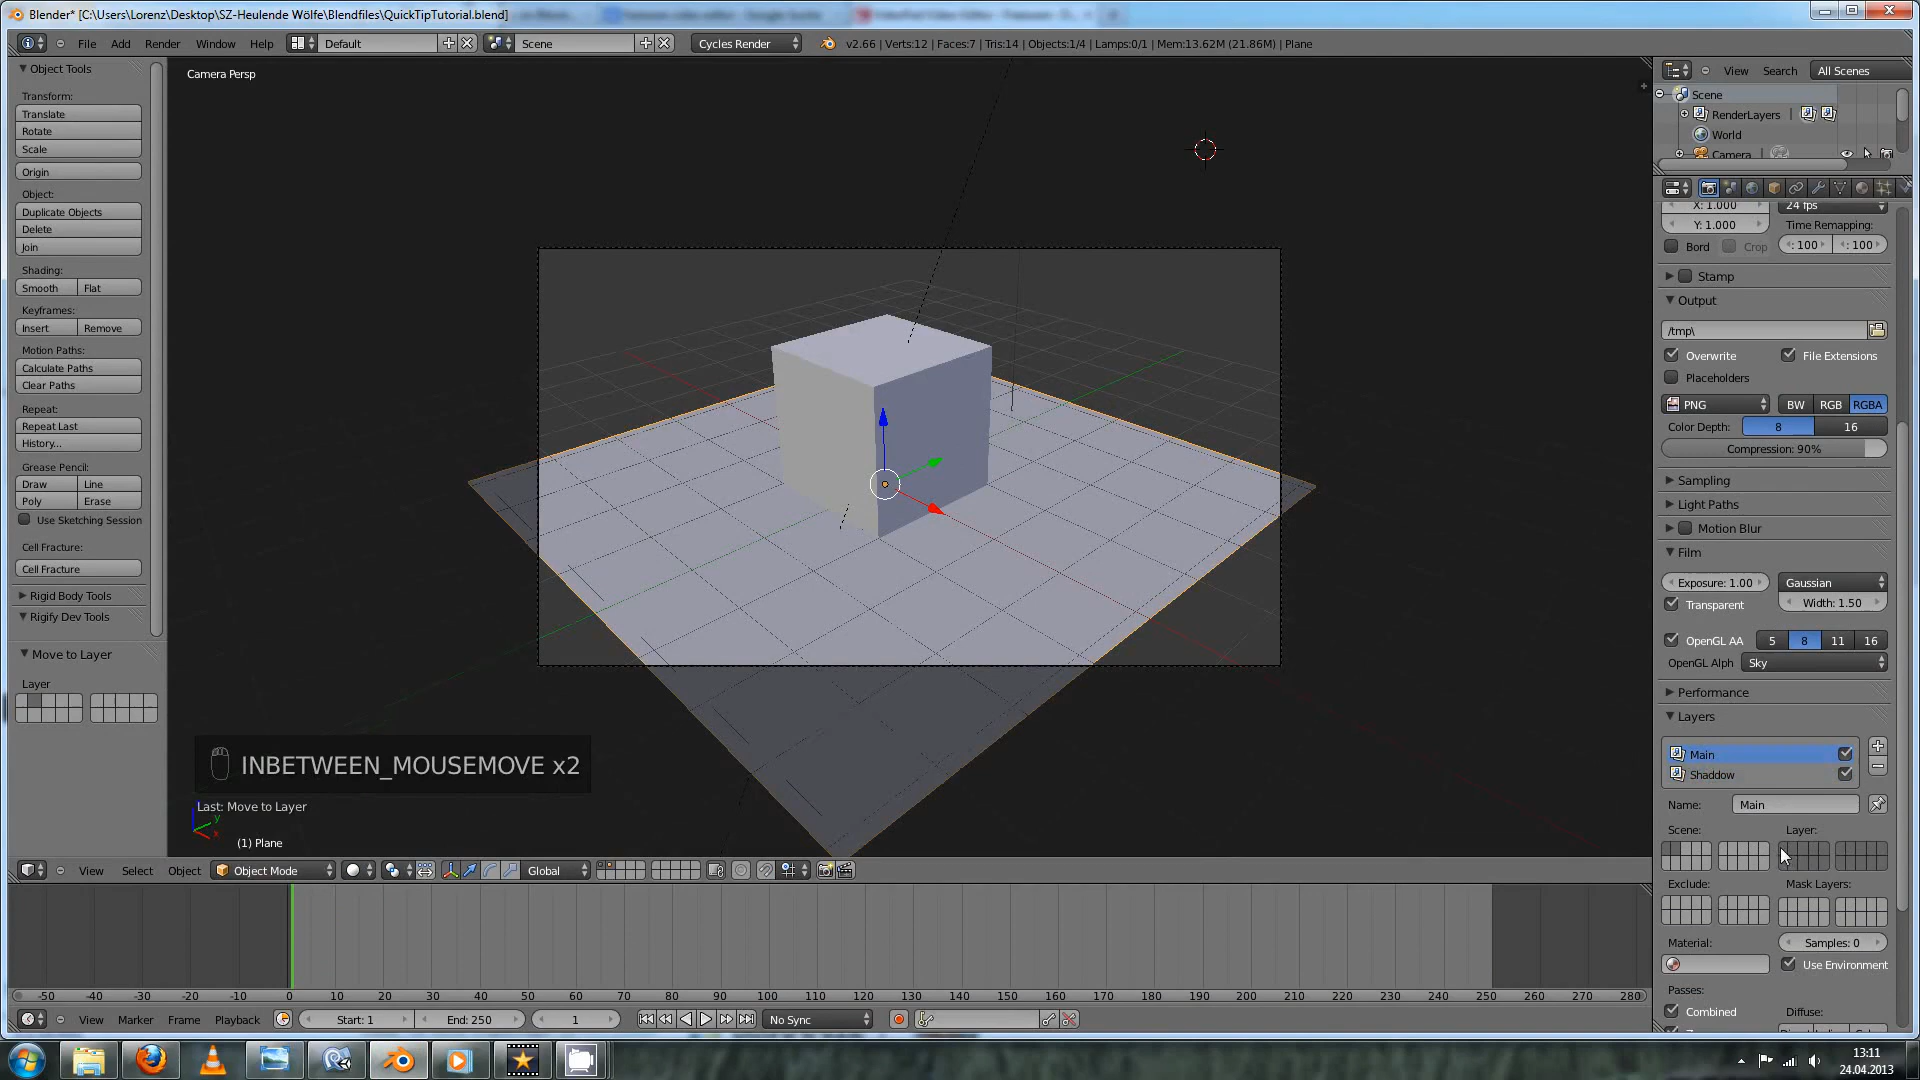 Blender* [C:\Users\Lorenz\Desktop\SZ-Heulende Wölfe\Blendfiles\QuickTipTutorial.blend]
File Add Render Window Help Default Scene Cycles Render v2.66 | Verts:12 | Faces:7 | Tris:14 | Objects:1/4 | Lamps:0/1 | Mem:13.62M (21.86M) | Plane
Object Tools
Transform:
Translate
Rotate
Scale
Origin
Object:
Duplicate Objects
Delete
Join
Shading:
Smooth Flat
Keyframes:
Insert Remove
Motion Paths:
Calculate Paths
Clear Paths
Repeat:
Repeat Last
History...
Grease Pencil:
Draw Line
Poly Erase
Use Sketching Session
Cell Fracture:
Cell Fracture
Rigid Body Tools
Rigify Dev Tools
Move to Layer
Layer
Camera Persp
INBETWEEN_MOUSEMOVE x2
Last: Move to Layer
z
y
x
(1) Plane
View Select Object Object Mode Global
View Search All Scenes
Scene
RenderLayers
World
Camera
X: 1.000 24 fps
Y: 1.000 Time Remapping:
Bord Crop : 100 : 100
Stamp
Output
/tmp\
Overwrite File Extensions
Placeholders
PNG BW RGB RGBA
Color Depth: 8 16
Compression: 90%
Sampling
Light Paths
Motion Blur
Film
Exposure: 1.00 Gaussian
Transparent Width: 1.50
OpenGL AA 5 8 11 16
OpenGL Alph Sky
Performance
Layers
Main
Shaddow
Name: Main
Scene: Layer:
Exclude: Mask Layers:
Material: Samples: 0
Use Environment
Passes:
Combined Diffuse:
-50 -40 -30 -20 -10 0 10 20 30 40 50 60 70 80 90 100 110 120 130 140 150 160 170 180 190 200 210 220 230 240 250 260 270 280
View Marker Frame Playback Start: 1 End: 250 1 No Sync
13:11
24.04.2013